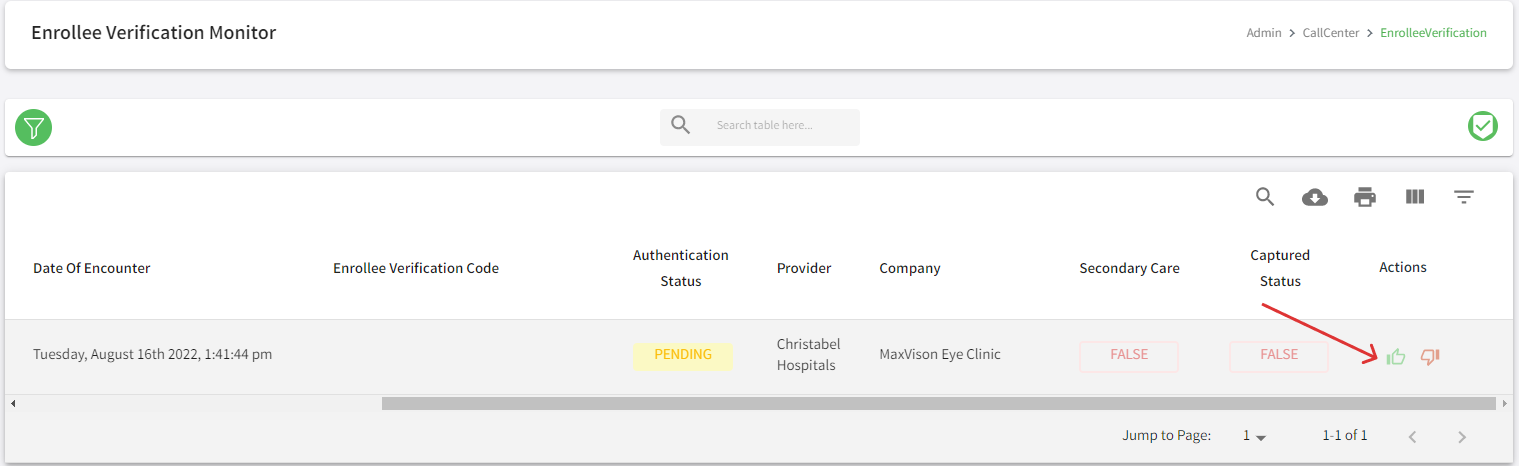 Enrollee Verification Monitor
Admin > CallCenter > EnrolleeVerification
Search table here...
Date Of Encounter
Enrollee Verification Code
Authentication
Status
Provider
Company
Secondary Care
Captured
Status
Actions
Tuesday, August 16th 2022, 1:41:44 pm
PENDING
Christabel
Hospitals
MaxVison Eye Clinic
FALSE
FALSE
Jump to Page:
1
1-1 of 1